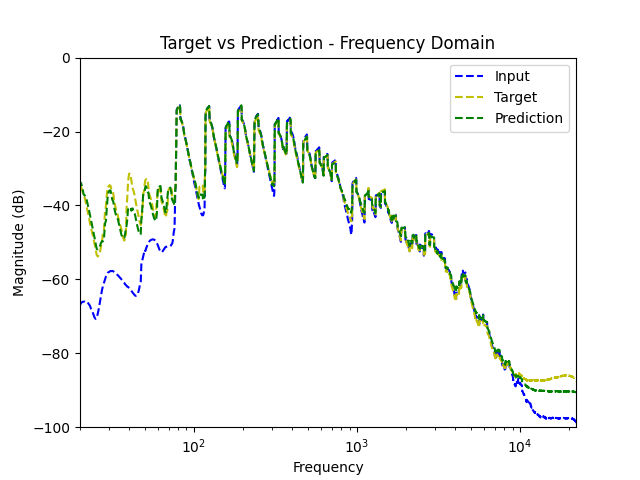 Target vs Prediction - Frequency Domain
0
−20
−40
−60
−80
−100
Magnitude (dB)
Input
Target
Prediction
10²
10³
10⁴
Frequency